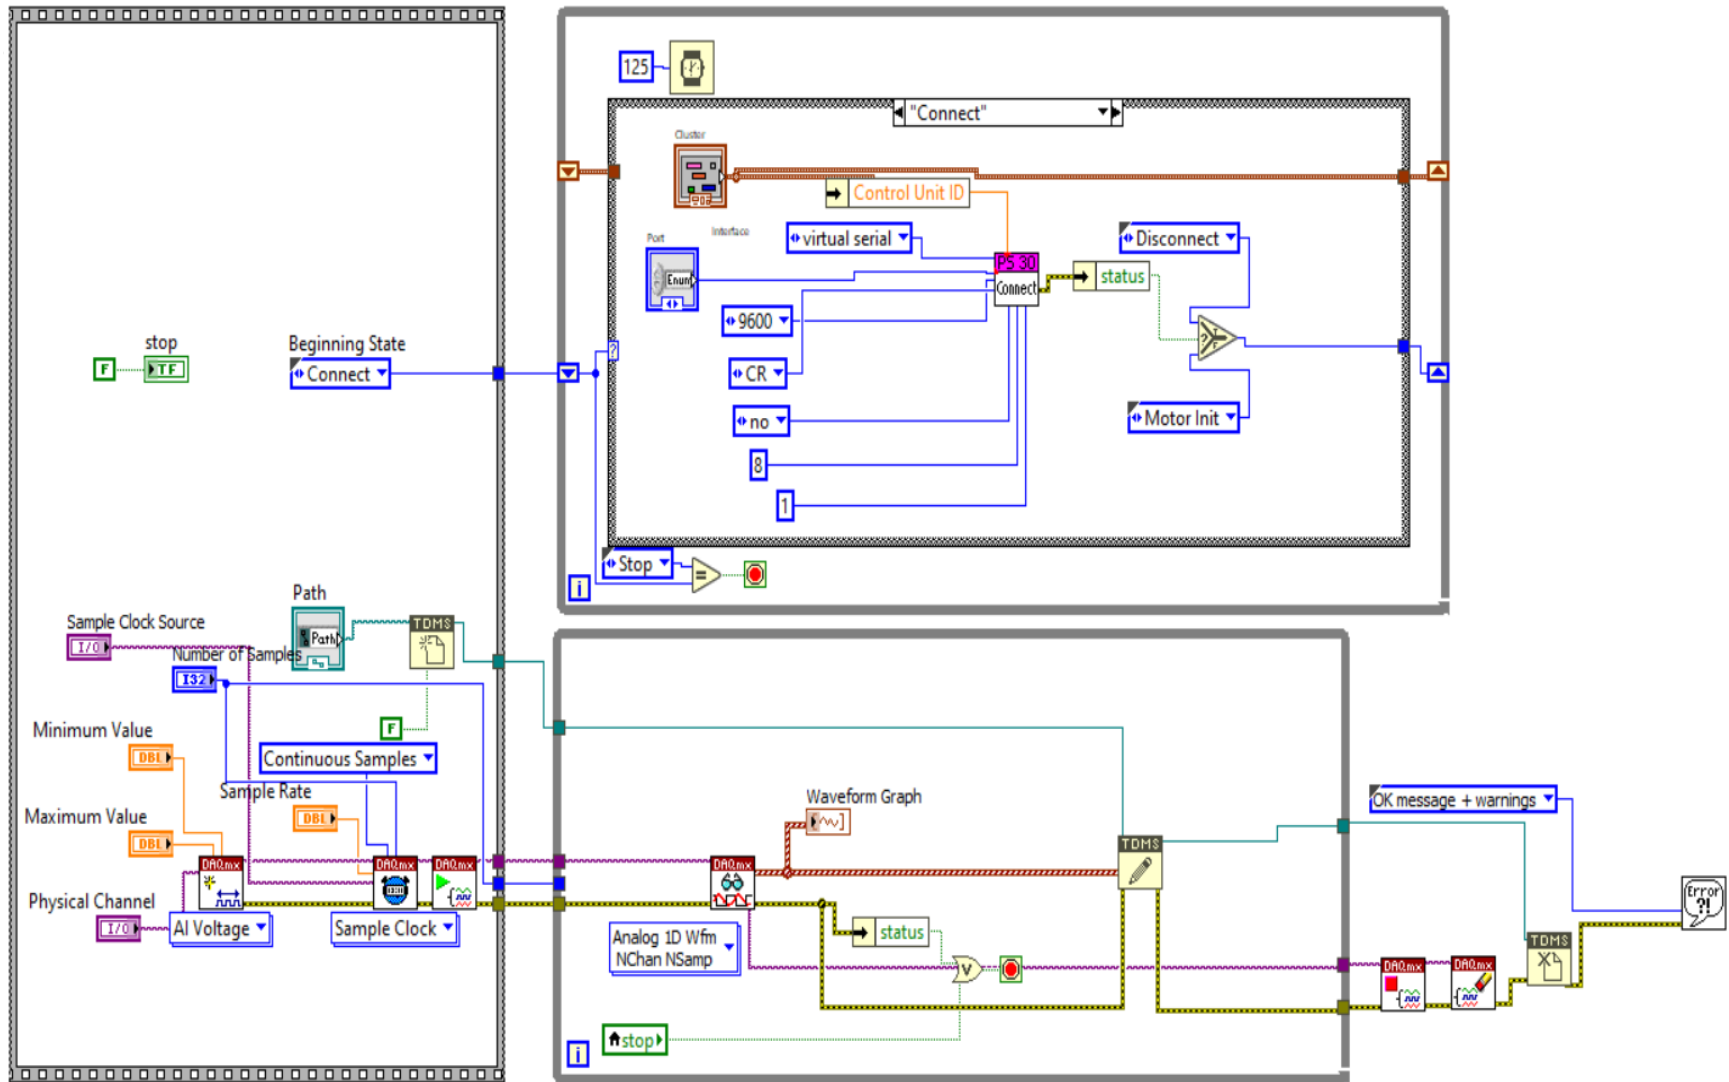 125
"Connect"
Cluster
Control Unit ID
Port
Interface
virtual serial
Disconnect
PS 30
Connect
Enum
status
9600
?
T
F
stop
F
TF
Beginning State
Connect
CR
no
Motor Init
8
1
Stop
=
i
Path
Path
TDMS
Sample Clock Source
I/O
Number of Samples
I32
F
Minimum Value
DBL
Continuous Samples
Sample Rate
DBL
Maximum Value
DBL
Waveform Graph
OK message + warnings
TDMS
DAQmx
DAQmx
DAQmx
DAQmx
Physical Channel
I/O
AI Voltage
Sample Clock
Analog 1D Wfm
NChan NSamp
status
V
Error
?!
TDMS
DAQmx
DAQmx
stop
i